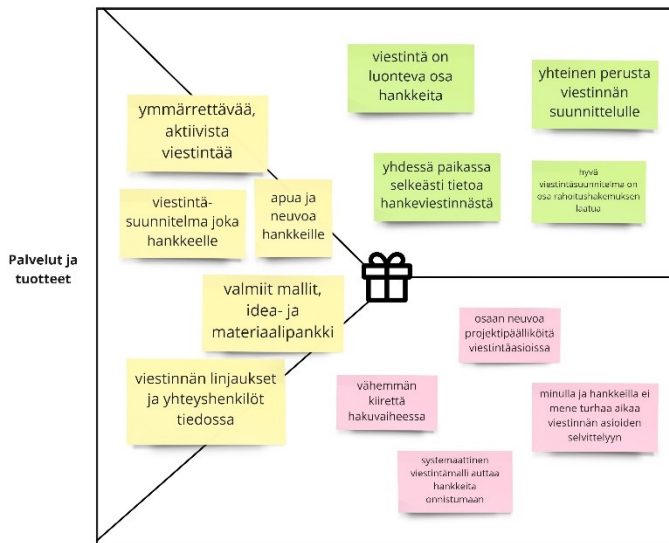 Palvelut ja
tuotteet
ymmärrettävää,
aktiivista
viestintää
viestintä-
suunnitelma joka
hankkeelle
apua ja
neuvoa
hankkeille
valmiit mallit,
idea- ja
materiaalipankki
viestinnän linjaukset
ja yhteyshenkilöt
tiedossa
viestintä on
luonteva osa
hankkeita
yhteinen perusta
viestinnän
suunnittelulle
yhdessä paikassa
selkeästi tietoa
hankeviestinnästä
hyvä
viestintäsuunnitelma on
osa rahoitushakemuksen
laatua
osaan neuvoa
projektipäälliköitä
viestintäasioissa
vähemmän
kiirettä
hakuvaiheessa
minulla ja hankkeilla ei
mene turhaa aikaa
viestinnän asioiden
selvittelyyn
systemaattinen
viestintämalli auttaa
hankkeita
onnistumaan